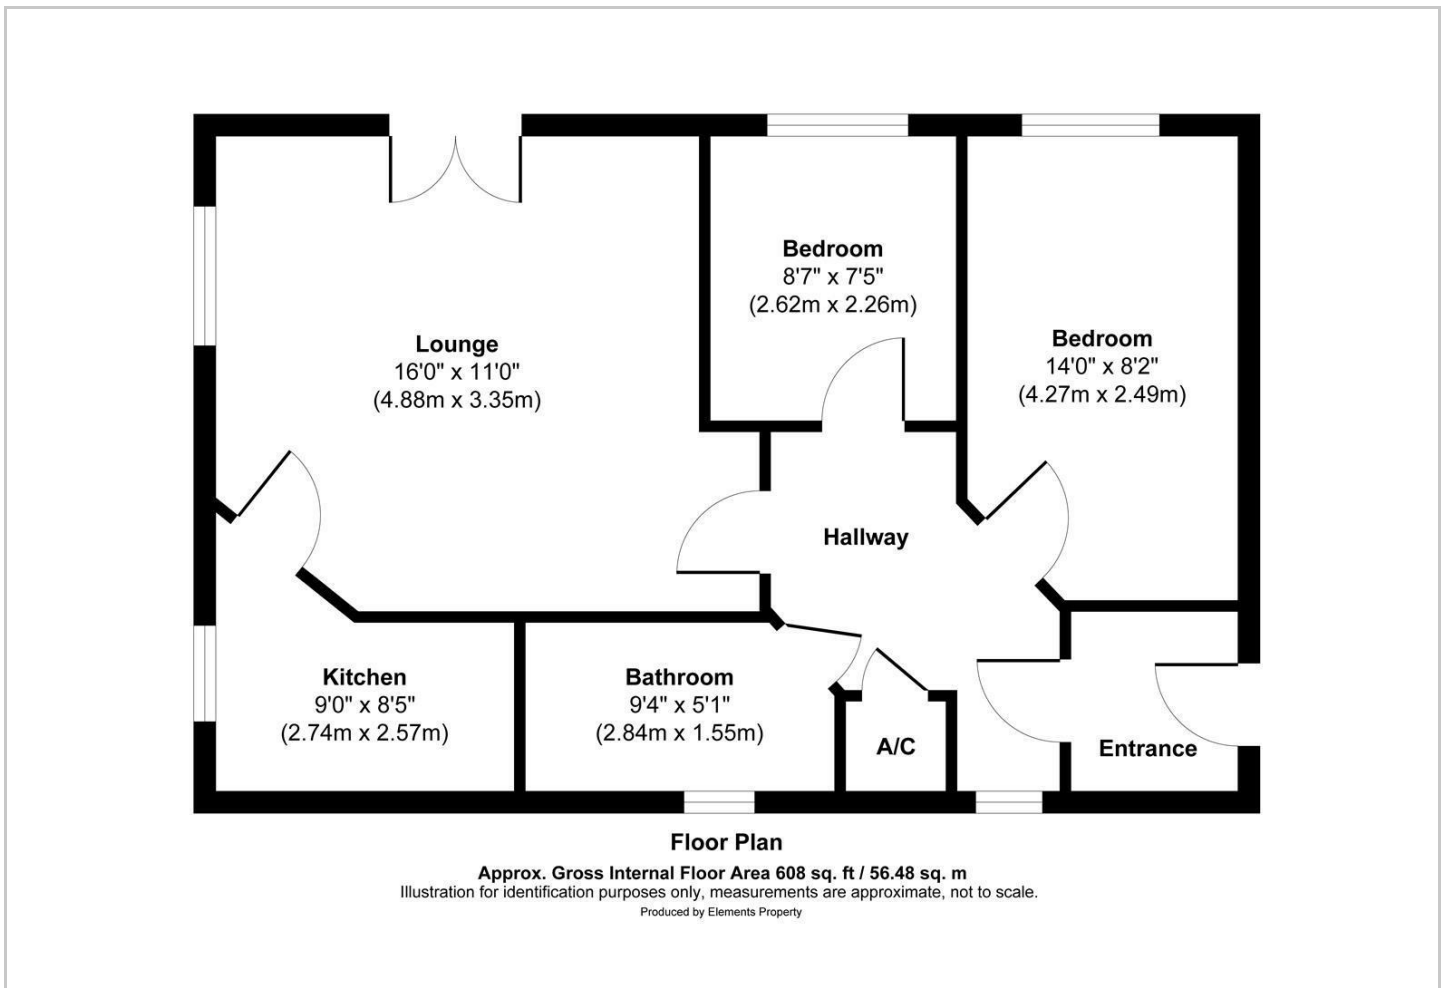 Bedroom
8'7" x 7'5"
(2.62m x 2.26m)
Lounge
16'0" x 11'0"
(4.88m x 3.35m)
Bedroom
14'0" x 8'2"
(4.27m x 2.49m)
Hallway
Kitchen
9'0" x 8'5"
(2.74m x 2.57m)
Bathroom
9'4" x 5'1"
(2.84m x 1.55m)
A/C
Entrance
Floor Plan
Approx. Gross Internal Floor Area 608 sq. ft / 56.48 sq. m
Illustration for identification purposes only, measurements are approximate, not to scale.
Produced by Elements Property